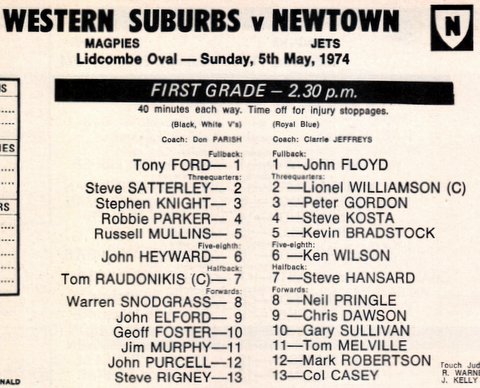 WESTERN SUBURBS v NEWTOWN
N
MAGPIES JETS
Lidcombe Oval — Sunday, 5th May, 1974
FIRST GRADE – 2.30 p.m.
40 minutes each way. Time off for injury stoppages.
(Black, White V's) (Royal Blue)
Coach: Don PARISH Coach: Clarrie JEFFREYS
Fullback: Fullback:
Tony FORD— 1 1 —John FLOYD
Threequarters: Threequarters:
Steve SATTERLEY— 2 2 —Lionel WILLIAMSON (C)
Stephen KNIGHT— 3 3 —Peter GORDON
Robbie PARKER— 4 4 —Steve KOSTA
Russell MULLINS— 5 5 —Kevin BRADSTOCK
Five-eighth: Five-eighth:
John HEYWARD— 6 6 —Ken WILSON
Halfback: Halfback:
Tom RAUDONIKIS (C)— 7 7 —Steve HANSARD
Forwards: Forwards:
Warren SNODGRASS— 8 8 —Neil PRINGLE
John ELFORD— 9 9 —Chris DAWSON
Geoff FOSTER—10 10—Gary SULLIVAN
Jim MURPHY—11 11—Tom MELVILLE
John PURCELL—12 12—Mark ROBERTSON
Steve RIGNEY—13 13—Col CASEY
Touch Jud
R. WARNE
J. KELLY
NALD